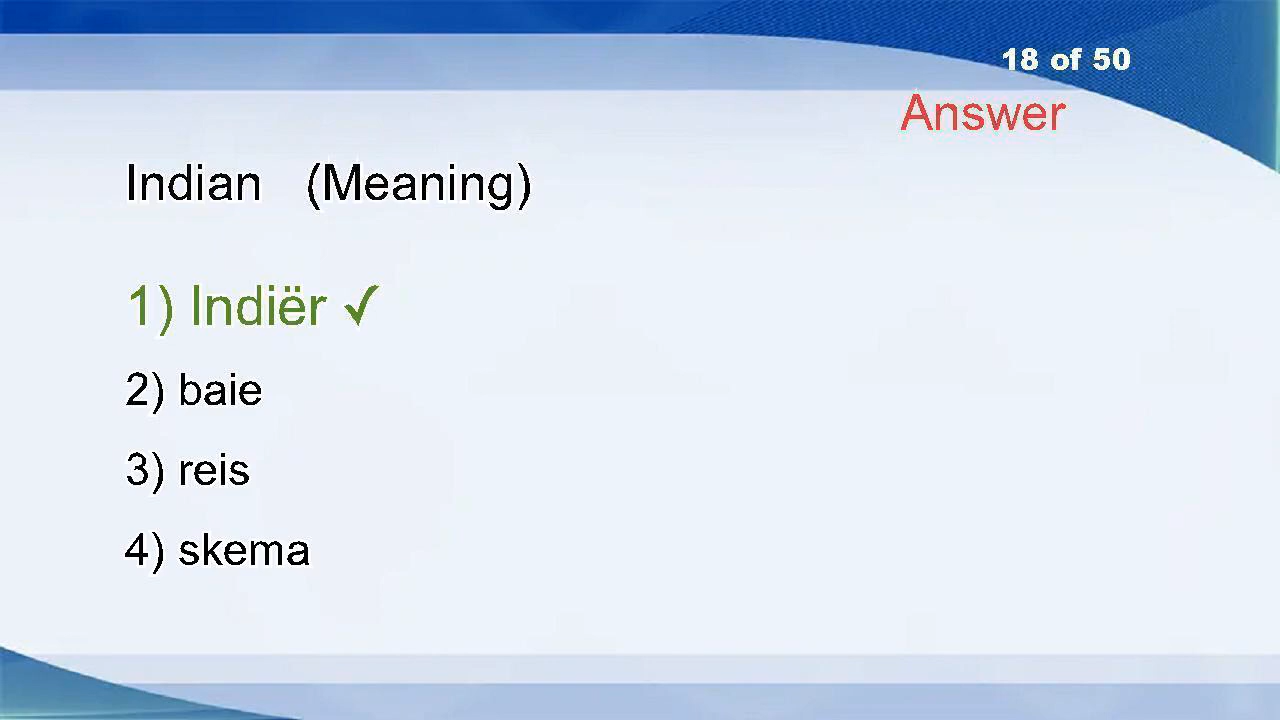 18 of 50
Answer
Indian (Meaning)
1) Indiër ✓
2) baie
3) reis
4) skema